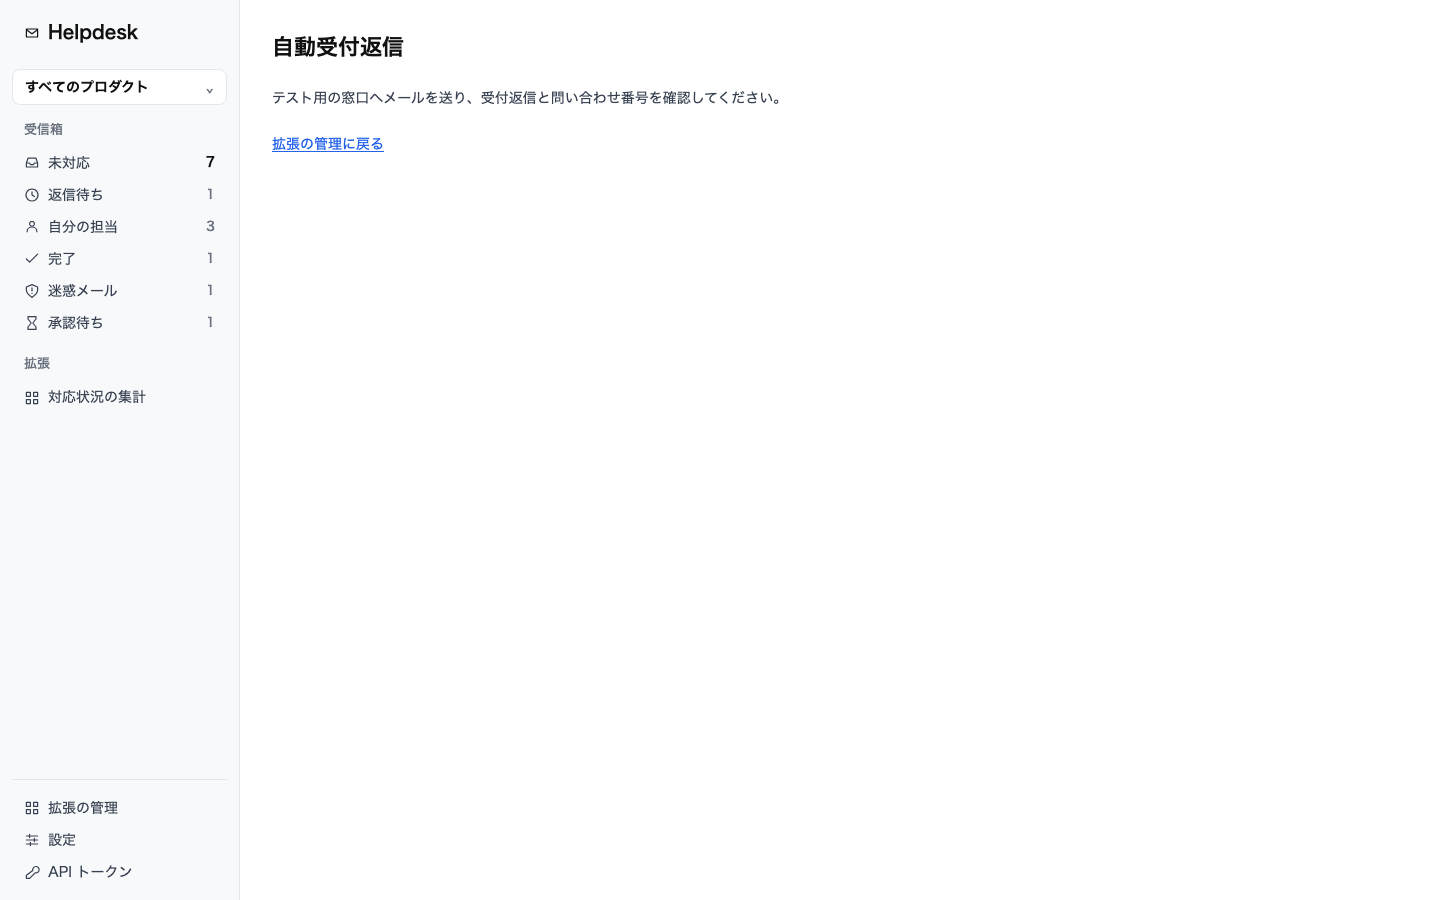 Helpdesk
すべてのプロダクト
受信箱
未対応 7
返信待ち 1
自分の担当 3
完了 1
迷惑メール 1
承認待ち 1
拡張
対応状況の集計
拡張の管理
設定
API トークン
自動受付返信
テスト用の窓口へメールを送り、受付返信と問い合わせ番号を確認してください。
拡張の管理に戻る